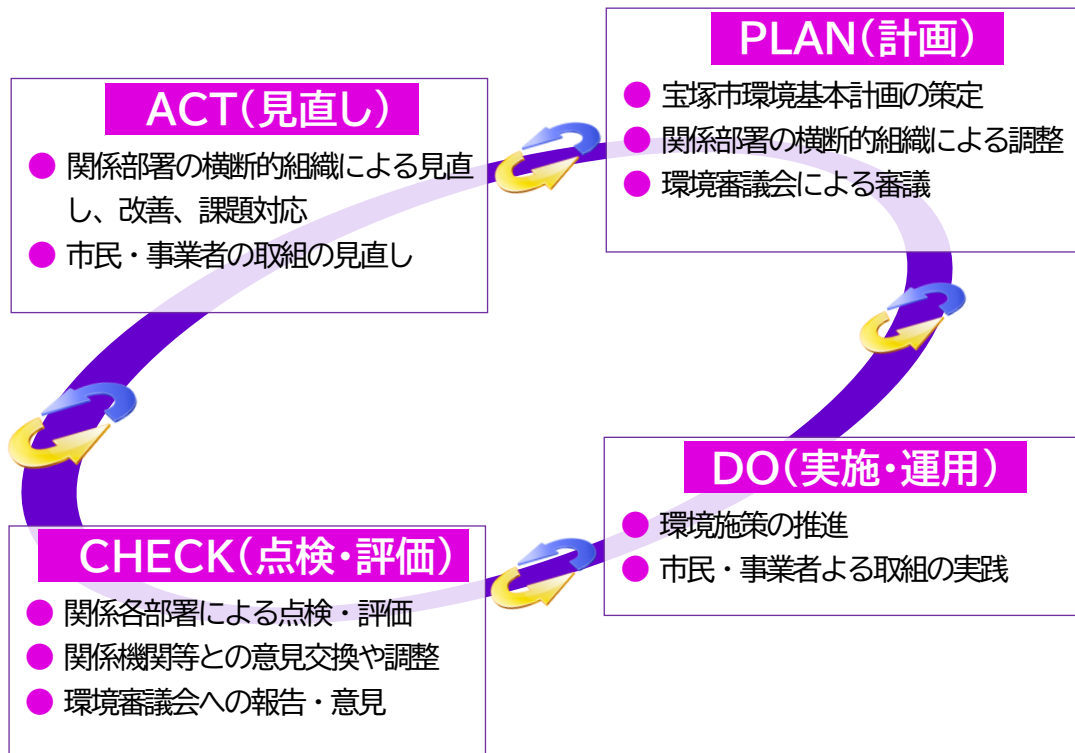 PLAN(計画)
● 宝塚市環境基本計画の策定
● 関係部署の横断的組織による調整
● 環境審議会による審議
ACT(見直し)
● 関係部署の横断的組織による見直
し、改善、課題対応
● 市民・事業者の取組の見直し
DO(実施・運用)
● 環境施策の推進
● 市民・事業者よる取組の実践
CHECK(点検・評価)
● 関係各部署による点検・評価
● 関係機関等との意見交換や調整
● 環境審議会への報告・意見